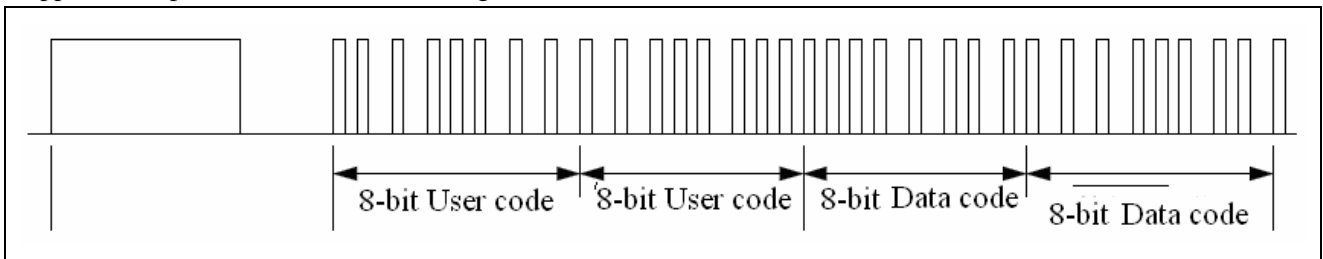 8-bit User code
'8-bit User code
8-bit Data code
8-bit Data code